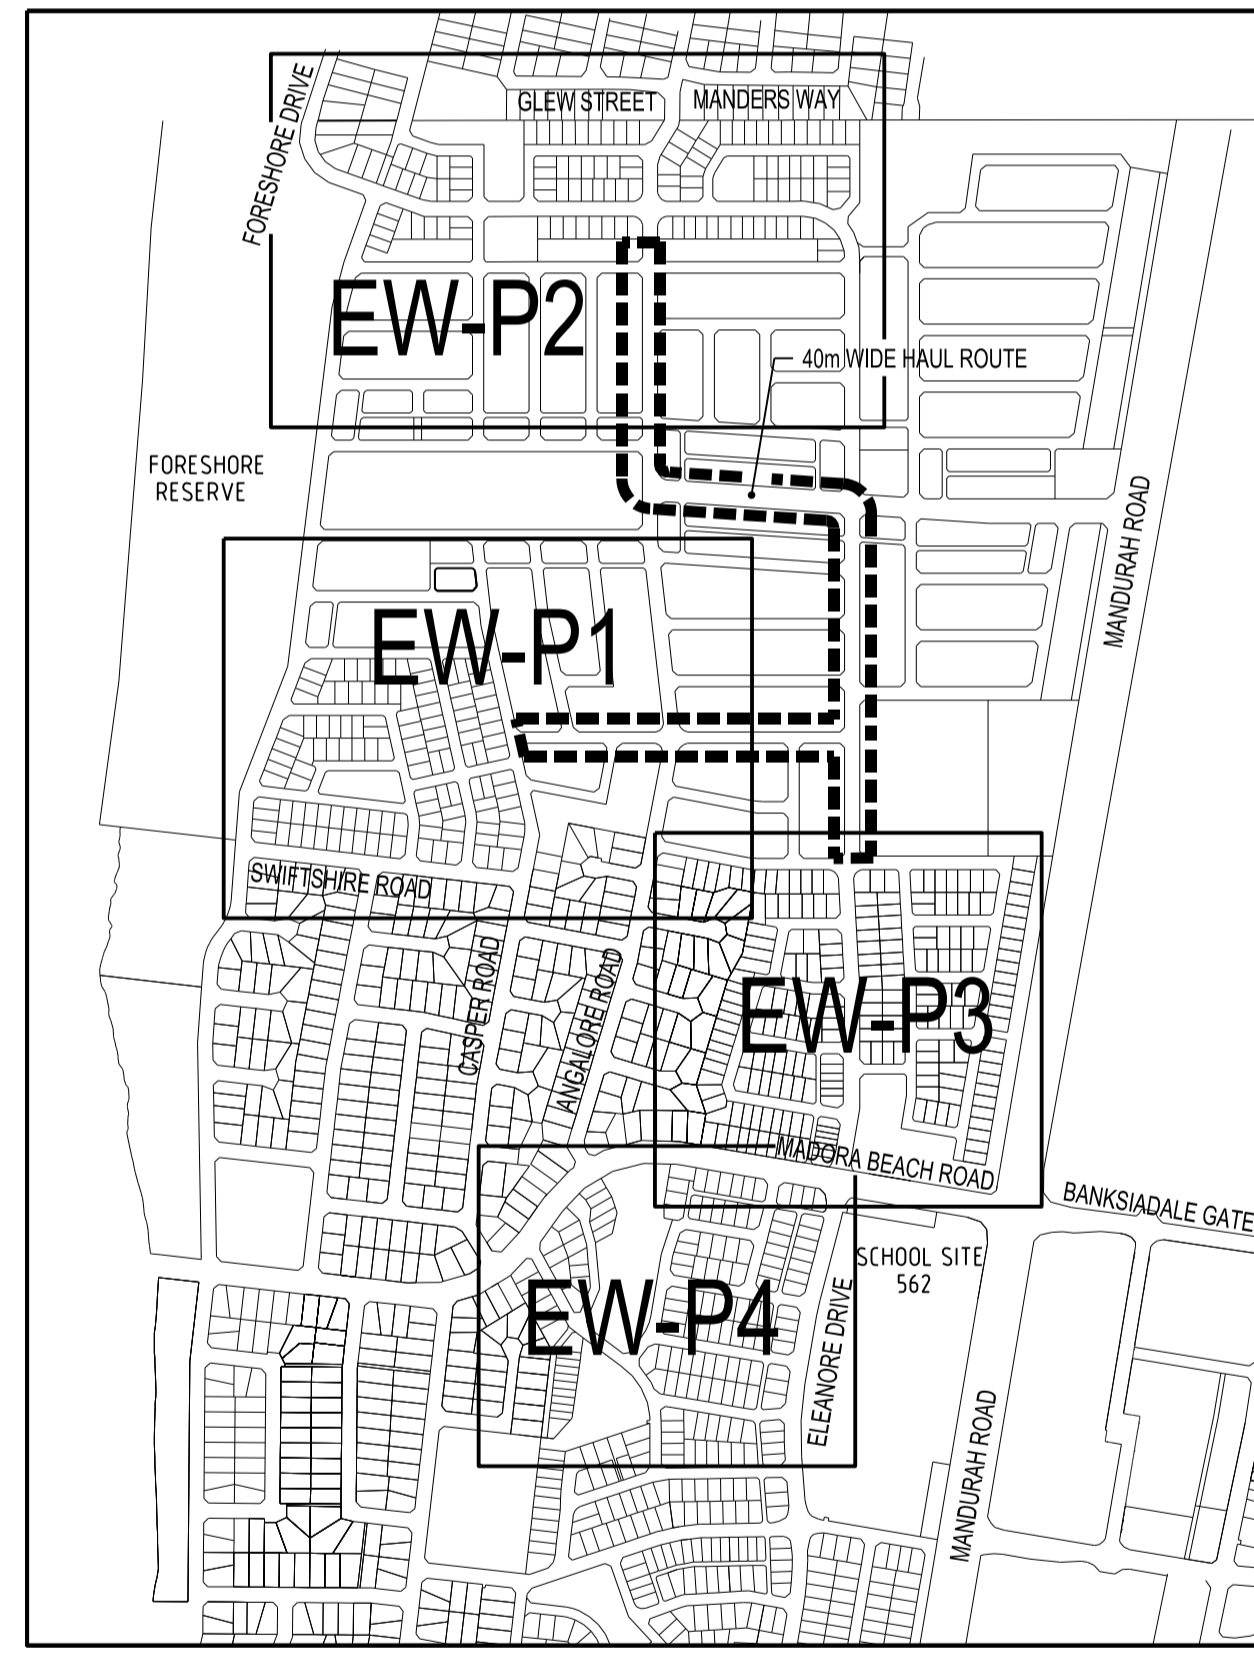 GLEW STREET
MANDERS WAY
FORESHORE DRIVE
EW-P2
40m WIDE HAUL ROUTE
FORESHORE
RESERVE
MANDURAH ROAD
EW-P1
SWIFTSHIRE ROAD
CASPER ROAD
ANGALORE ROAD
EW-P3
MADORA BEACH ROAD
BANKSIADALE GATE
SCHOOL SITE
562
EW-P4
ELEANORE DRIVE
MANDURAH ROAD